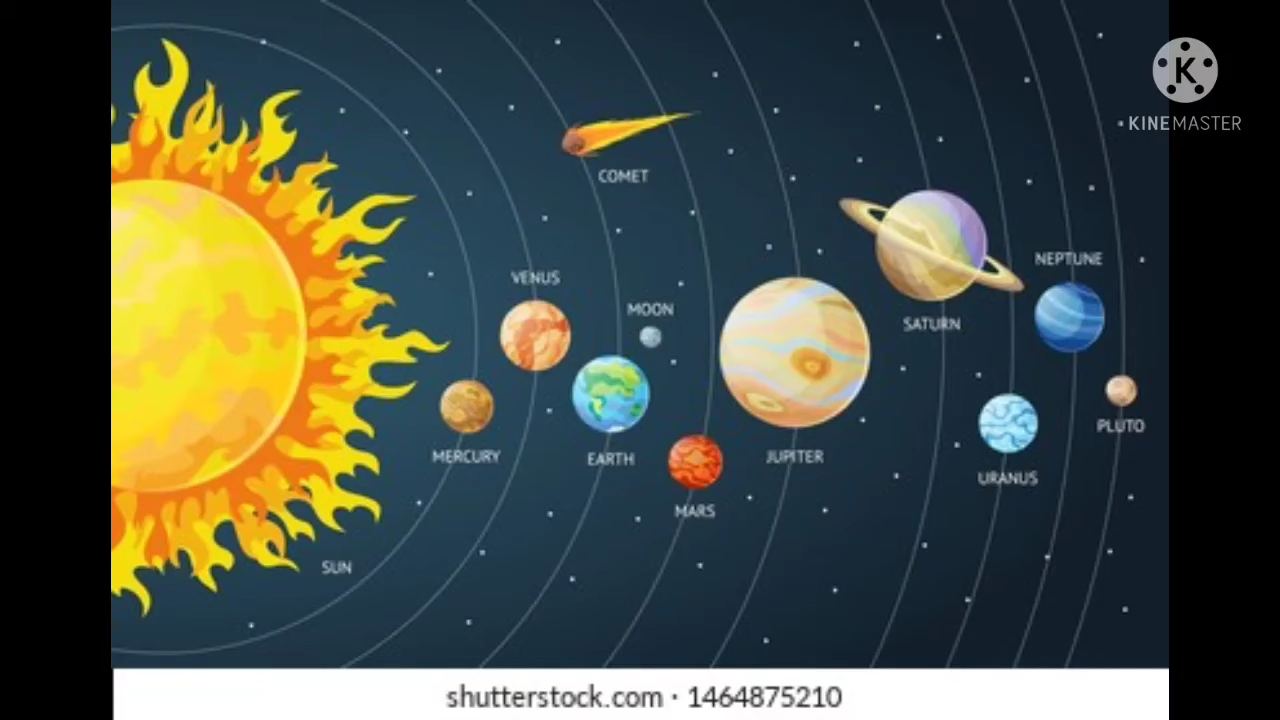 K
KINEMASTER
COMET
VENUS
MOON
NEPTUNE
SATURN
PLUTO
MERCURY
EARTH
JUPITER
URANUS
MARS
SUN
shutterstock.com · 1464875210